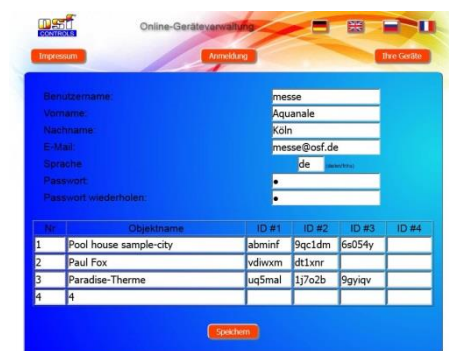 OSF
CONTROLS
Online-Geräteverwaltung
Impressum
Anmeldung
Ihre Geräte
Benutzername: messe
Vorname: Aquanale
Nachname: Köln
E-Mail: messe@osf.de
Sprache de
Passwort: •
Passwort wiederholen: •
Nr Objektname ID #1 ID #2 ID #3 ID #4
1 Pool house sample-city abminf 9qc1dm 6s054y
2 Paul Fox vdiwxm dt1xnr
3 Paradise-Therme uq5mal 1j7o2b 9gyiqv
4 4
Speichern